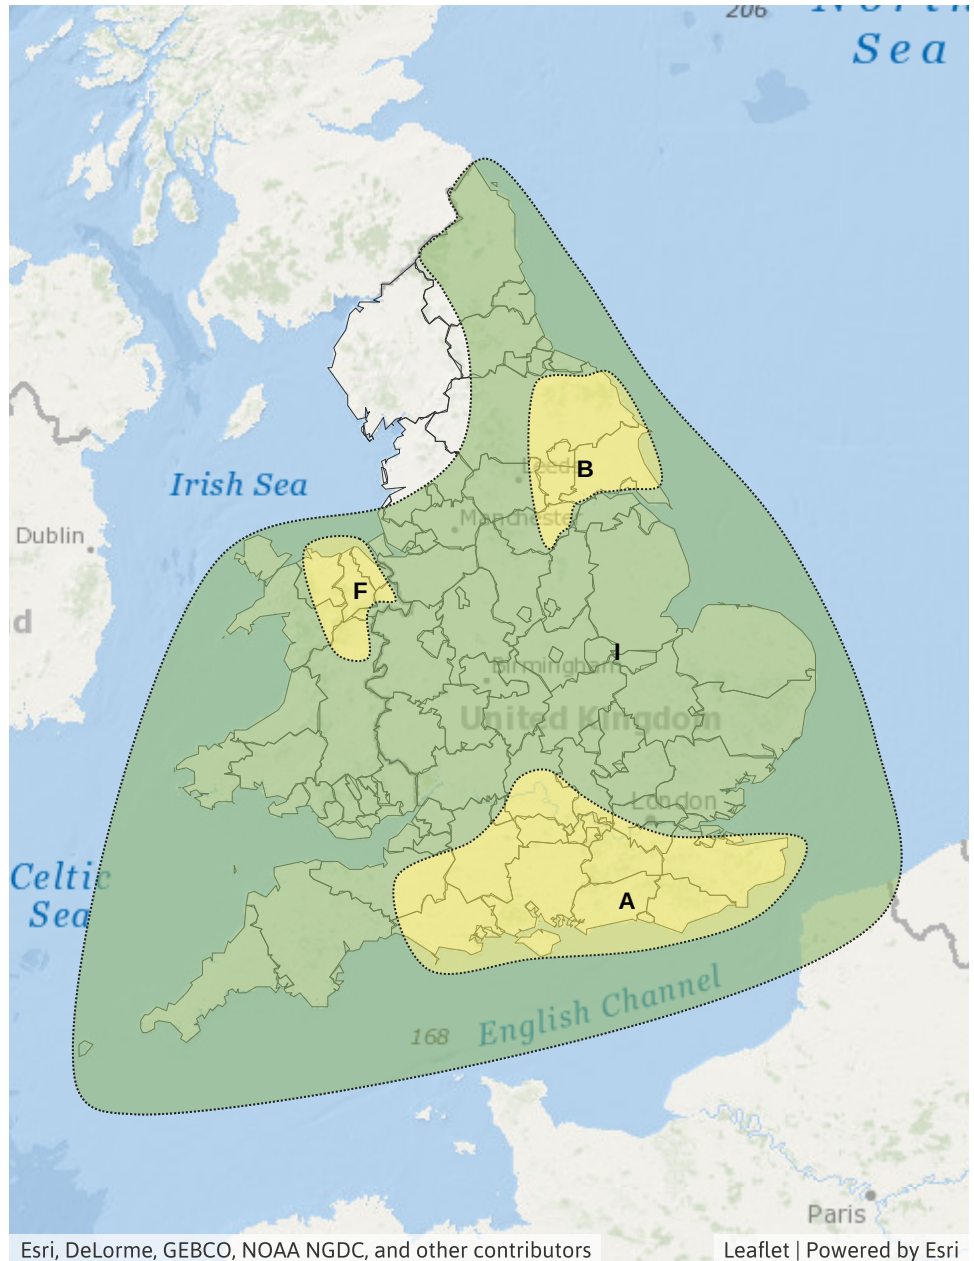 206
North
Sea
B
Leeds
Irish Sea
Manchester
Dublin
F
d
I
Birmingham
United Kingdom
London
Celtic
Sea
A
English Channel
168
Paris
Esri, DeLorme, GEBCO, NOAA NGDC, and other contributors
Leaflet | Powered by Esri